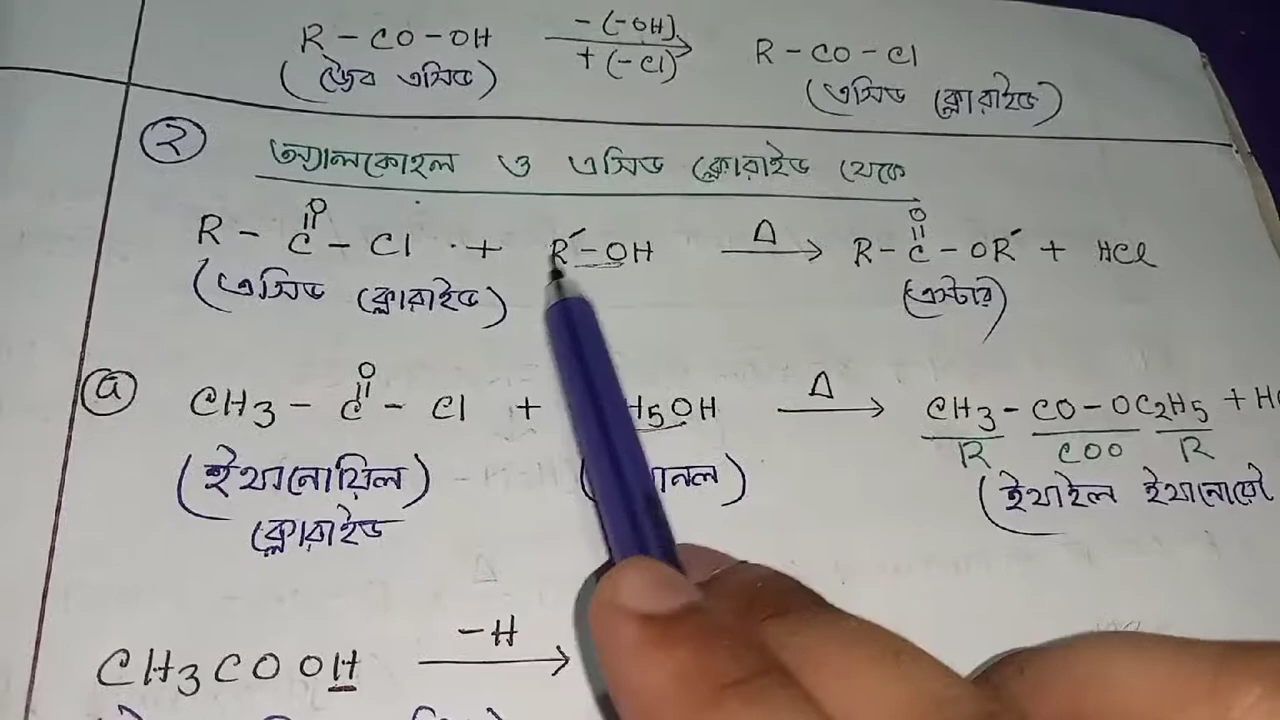 R - CO - OH -(-OH) +(-Cl) → R - CO - Cl
(জৈব এসিড) (এসিড ক্লোরাইড)
২ অ্যালকোহল ও এসিড ক্লোরাইড থেকে
O O
R - C - Cl + R´-OH Δ → R - C - OR´ + HCl
(এসিড ক্লোরাইড) (এস্টার)
O
a CH3 - C - Cl + H5OH Δ → CH3 - CO - OC2H5 + H
R COO R
(ইথানোয়িল) (ইথাইল
ক্লোরাইড
CH3COOH -H →